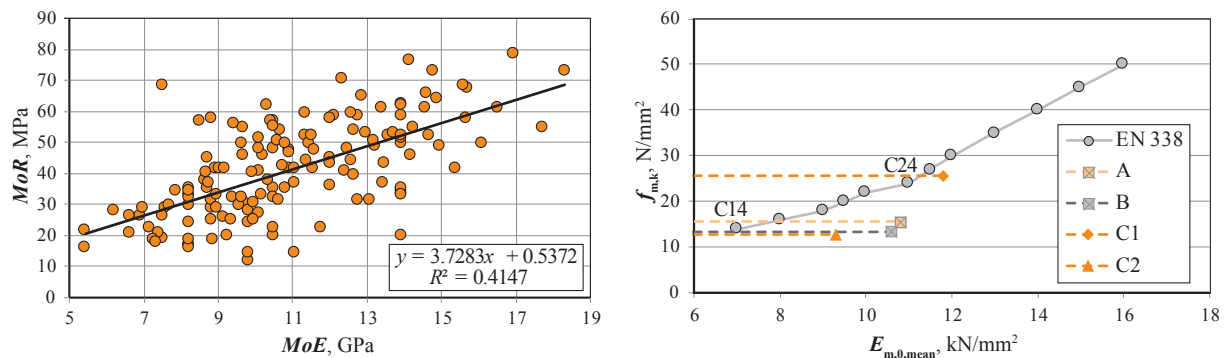 90
80
70
60
50
40
30
20
10
0
MoR, MPa
y = 3.7283x + 0.5372
R² = 0.4147
5 7 9 11 13 15 17 19
MoE, GPa
60
50
40
30
20
10
0
f_m,k, N/mm²
C24
C14
EN 338
A
B
C1
C2
6 8 10 12 14 16 18
E_m,0,mean, kN/mm²